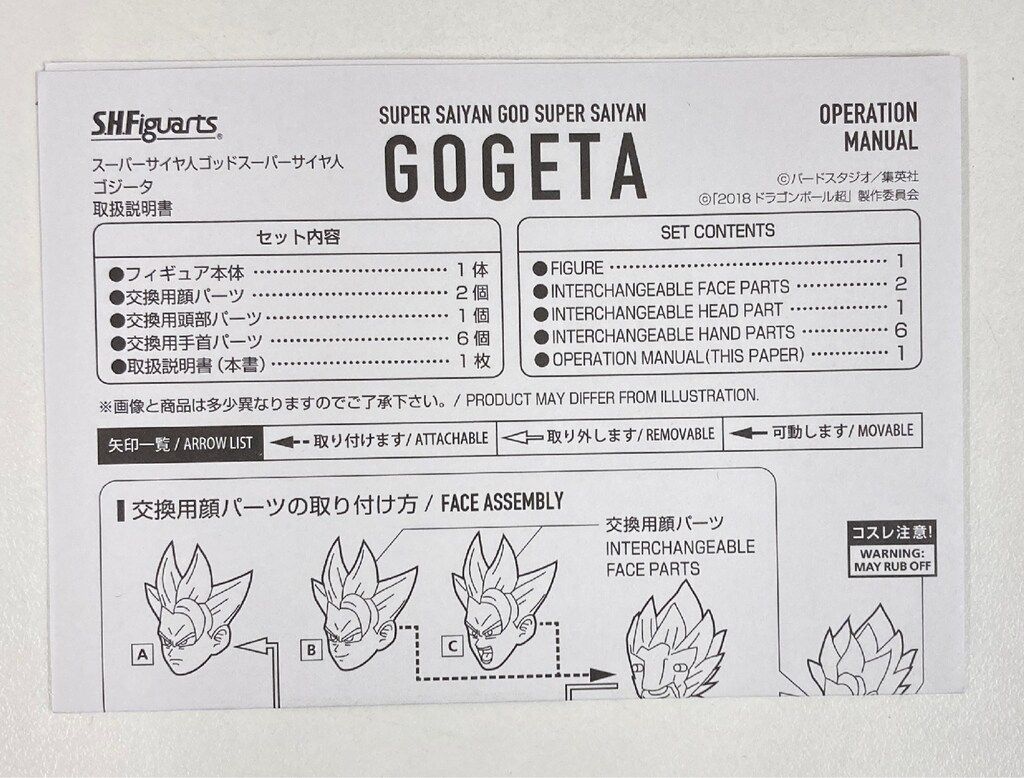 S.H.Figuarts®
スーパーサイヤ人ゴッドスーパーサイヤ人
ゴジータ
取扱説明書
SUPER SAIYAN GOD SUPER SAIYAN
GOGETA
OPERATION
MANUAL
©バードスタジオ／集英社
©「2018 ドラゴンボール超」製作委員会
セット内容
●フィギュア本体 ………………… 1 体
●交換用顔パーツ ………………… 2 個
●交換用頭部パーツ ………………… 1 個
●交換用手首パーツ ………………… 6 個
●取扱説明書（本書） ………………… 1 枚
SET CONTENTS
●FIGURE ………………… 1
●INTERCHANGEABLE FACE PARTS ………………… 2
●INTERCHANGEABLE HEAD PART ………………… 1
●INTERCHANGEABLE HAND PARTS ………………… 6
●OPERATION MANUAL(THIS PAPER) ………………… 1
※画像と商品は多少異なりますのでご了承下さい。/ PRODUCT MAY DIFFER FROM ILLUSTRATION.
矢印一覧 / ARROW LIST 取り付けます/ ATTACHABLE 取り外します/ REMOVABLE 可動します/ MOVABLE
交換用顔パーツの取り付け方 / FACE ASSEMBLY
交換用顔パーツ
INTERCHANGEABLE
FACE PARTS
コスレ注意!
WARNING:
MAY RUB OFF
A
B
C